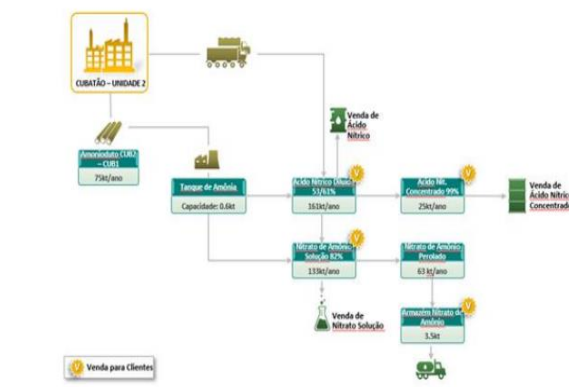 CUBATÃO – UNIDADE 2
Amonioduto CUB2
– CUB1
75kt/ano
Tanque de Amônia
Capacidade: 0.6kt
Venda de
Ácido
Nítrico
Ácido Nítrico Diluído
53/61%
161kt/ano
Ácido Nit.
Concentrado 99%
25kt/ano
Venda de
Ácido Nítrico
Concentrado
Nitrato de Amônio
Solução 82%
133kt/ano
Nitrato de Amônio
Perolado
63 kt/ano
Venda de
Nitrato Solução
Armazém Nitrato de
Amônio
3.5kt
V Venda para Clientes